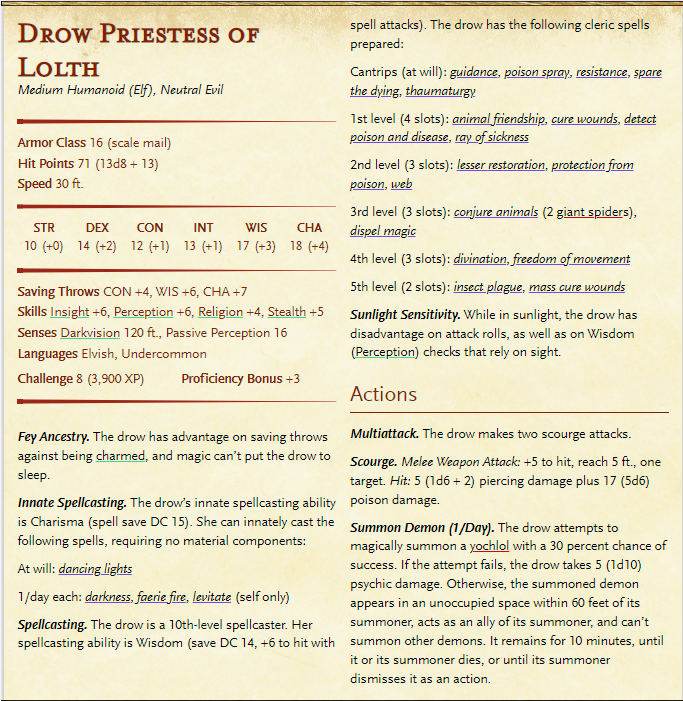 Drow Priestess of
Lolth
Medium Humanoid (Elf), Neutral Evil
Armor Class 16 (scale mail)
Hit Points 71 (13d8 + 13)
Speed 30 ft.
STR DEX CON INT WIS CHA
10 (+0) 14 (+2) 12 (+1) 13 (+1) 17 (+3) 18 (+4)
Saving Throws CON +4, WIS +6, CHA +7
Skills Insight +6, Perception +6, Religion +4, Stealth +5
Senses Darkvision 120 ft., Passive Perception 16
Languages Elvish, Undercommon
Challenge 8 (3,900 XP) Proficiency Bonus +3
Fey Ancestry. The drow has advantage on saving throws
against being charmed, and magic can't put the drow to
sleep.
Innate Spellcasting. The drow's innate spellcasting ability
is Charisma (spell save DC 15). She can innately cast the
following spells, requiring no material components:
At will: dancing lights
1/day each: darkness, faerie fire, levitate (self only)
Spellcasting. The drow is a 10th-level spellcaster. Her
spellcasting ability is Wisdom (save DC 14, +6 to hit with
spell attacks). The drow has the following cleric spells
prepared:
Cantrips (at will): guidance, poison spray, resistance, spare
the dying, thaumaturgy
1st level (4 slots): animal friendship, cure wounds, detect
poison and disease, ray of sickness
2nd level (3 slots): lesser restoration, protection from
poison, web
3rd level (3 slots): conjure animals (2 giant spiders),
dispel magic
4th level (3 slots): divination, freedom of movement
5th level (2 slots): insect plague, mass cure wounds
Sunlight Sensitivity. While in sunlight, the drow has
disadvantage on attack rolls, as well as on Wisdom
(Perception) checks that rely on sight.
Actions
Multiattack. The drow makes two scourge attacks.
Scourge. Melee Weapon Attack: +5 to hit, reach 5 ft., one
target. Hit: 5 (1d6 + 2) piercing damage plus 17 (5d6)
poison damage.
Summon Demon (1/Day). The drow attempts to
magically summon a yochlol with a 30 percent chance of
success. If the attempt fails, the drow takes 5 (1d10)
psychic damage. Otherwise, the summoned demon
appears in an unoccupied space within 60 feet of its
summoner, acts as an ally of its summoner, and can't
summon other demons. It remains for 10 minutes, until
it or its summoner dies, or until its summoner
dismisses it as an action.